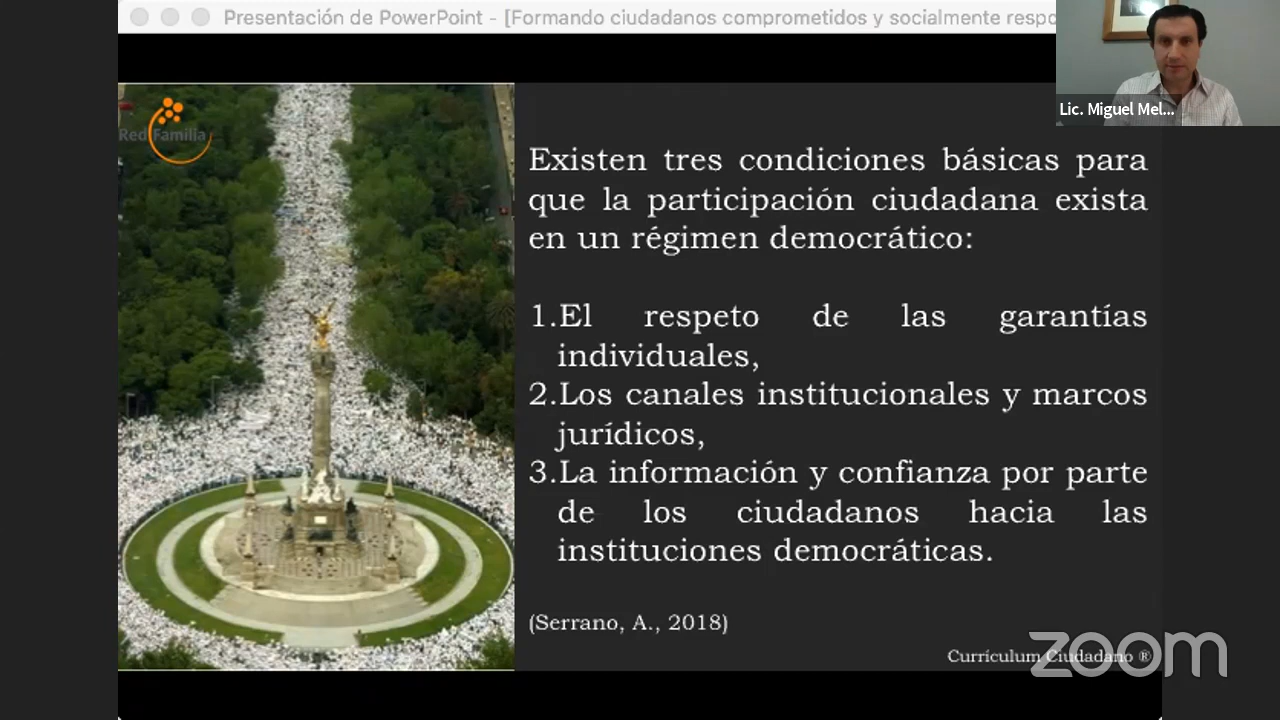 Presentación de PowerPoint - [Formando ciudadanos comprometidos y socialmente respo
Lic. Miguel Mel...
Red Familia
Existen tres condiciones básicas para
que la participación ciudadana exista
en un régimen democrático:
1.El respeto de las garantías
individuales,
2.Los canales institucionales y marcos
jurídicos,
3.La información y confianza por parte
de los ciudadanos hacia las
instituciones democráticas.
(Serrano, A., 2018)
Currículum Ciudadano ®
zoom